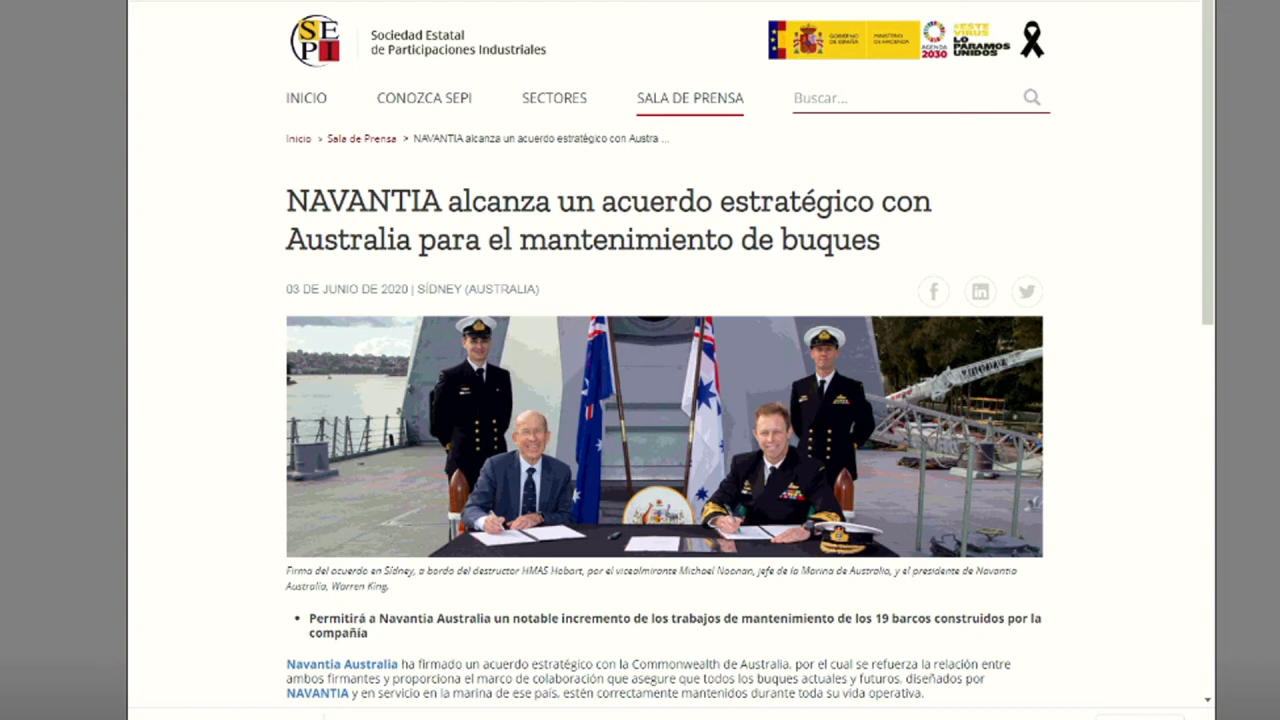 SEPI
Sociedad Estatal
de Participaciones Industriales
GOBIERNO
DE ESPAÑA
MINISTERIO
DE HACIENDA
AGENDA
2030
#ESTE
VIRUS
LO
PARAMOS
UNIDOS
INICIO
CONOZCA SEPI
SECTORES
SALA DE PRENSA
Buscar...
Inicio > Sala de Prensa > NAVANTIA alcanza un acuerdo estratégico con Austra ...
NAVANTIA alcanza un acuerdo estratégico con
Australia para el mantenimiento de buques
03 DE JUNIO DE 2020 | SÍDNEY (AUSTRALIA)
Firma del acuerdo en Sídney, a bordo del destructor HMAS Hobart, por el vicealmirante Michael Noonan, jefe de la Marina de Australia, y el presidente de Navantia
Australia, Warren King.
• Permitirá a Navantia Australia un notable incremento de los trabajos de mantenimiento de los 19 barcos construidos por la
compañía
Navantia Australia ha firmado un acuerdo estratégico con la Commonwealth de Australia, por el cual se refuerza la relación entre
ambos firmantes y proporciona el marco de colaboración que asegure que todos los buques actuales y futuros, diseñados por
NAVANTIA y en servicio en la marina de ese país, estén correctamente mantenidos durante toda su vida operativa.